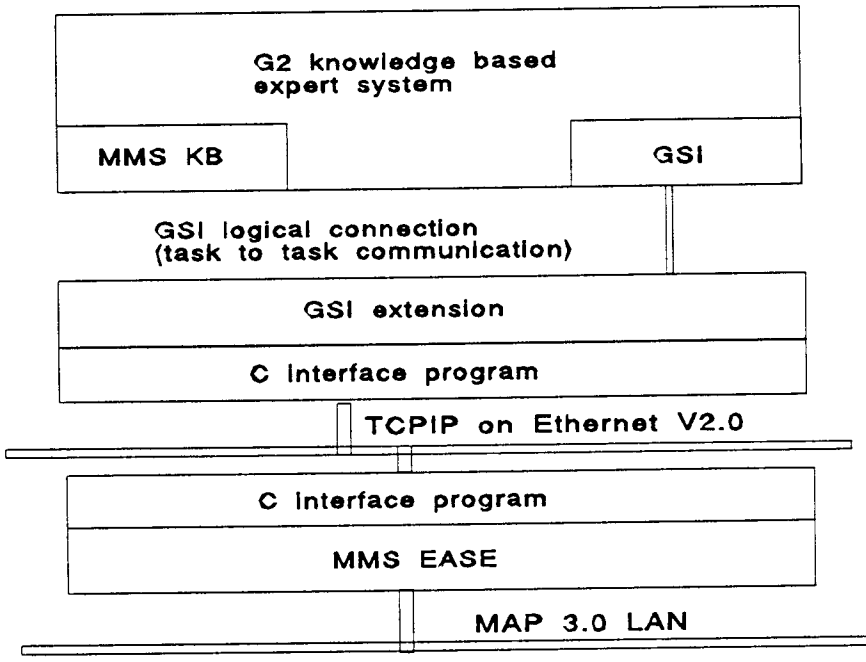 G2 knowledge based
expert system
MMS KB
GSI
GSI logical connection
(task to task communication)
GSI extension
C interface program
TCPIP on Ethernet V2.0
C interface program
MMS EASE
MAP 3.0 LAN